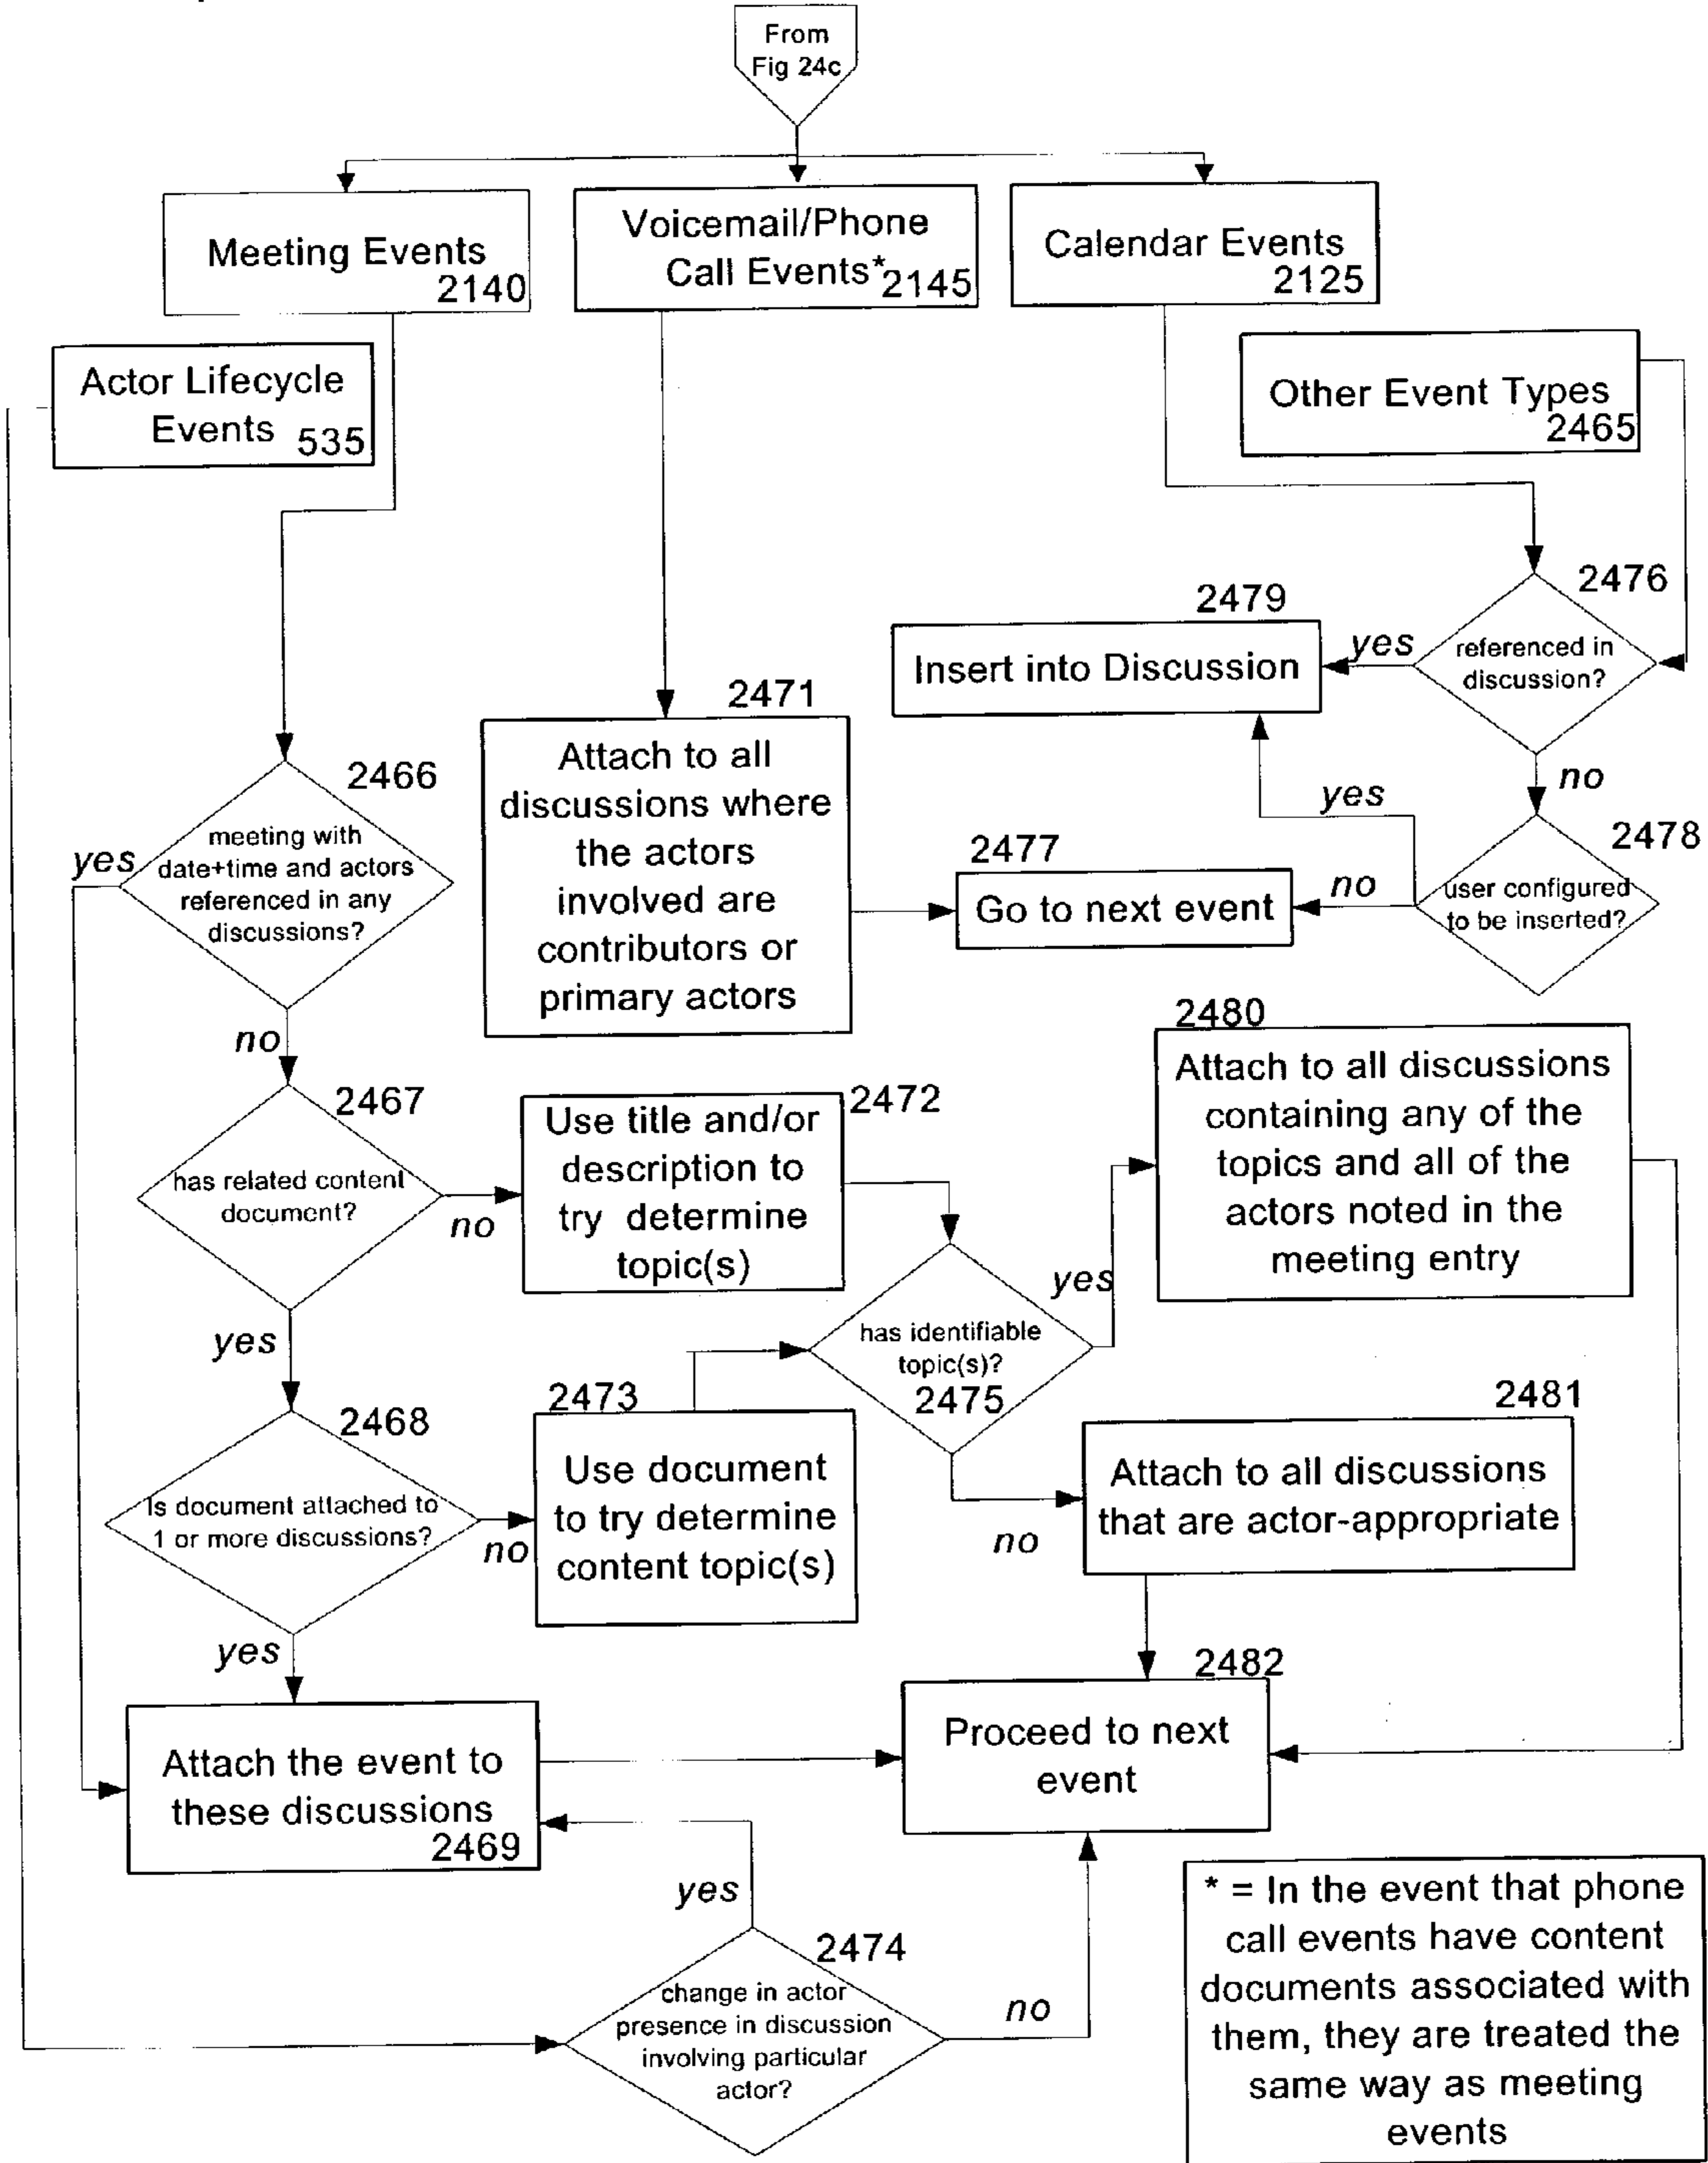 From
Fig 24c
Meeting Events
2140
Voicemail/Phone
Call Events*2145
Calendar Events
2125
Actor Lifecycle
Events 535
Other Event Types
2465
2476
referenced in
discussion?
yes
no
2479
Insert into Discussion
2478
user configured
to be inserted?
yes
no
2477
Go to next event
2471
Attach to all
discussions where
the actors
involved are
contributors or
primary actors
2466
meeting with
date+time and actors
referenced in any
discussions?
yes
no
2467
has related content
document?
no
yes
2472
Use title and/or
description to
try determine
topic(s)
2480
Attach to all discussions
containing any of the
topics and all of the
actors noted in the
meeting entry
has identifiable
topic(s)?
2475
yes
no
2468
Is document attached to
1 or more discussions?
no
yes
2473
Use document
to try determine
content topic(s)
2481
Attach to all discussions
that are actor-appropriate
2482
Proceed to next
event
Attach the event to
these discussions
2469
yes
2474
change in actor
presence in discussion
involving particular
actor?
no
* = In the event that phone
call events have content
documents associated with
them, they are treated the
same way as meeting
events